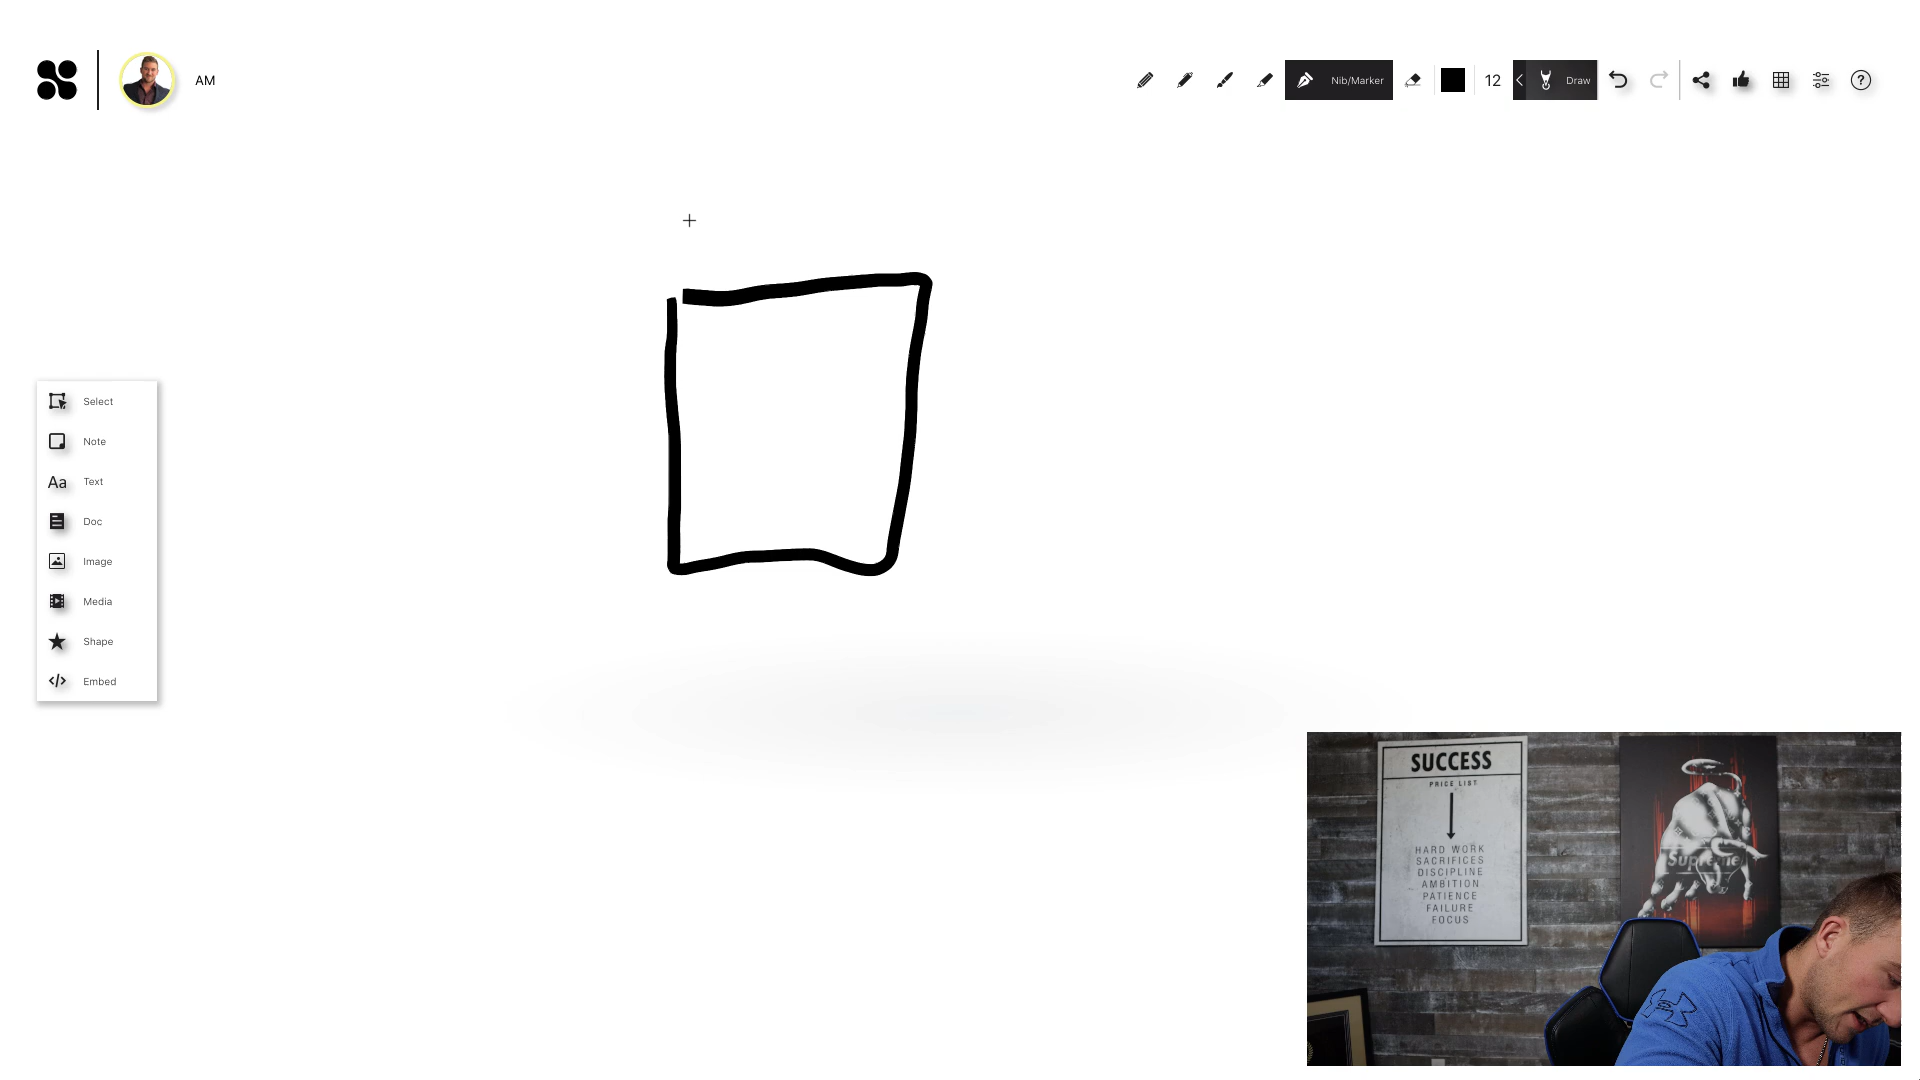 AM
Nib/Marker
12
Draw
?
Select
Note
Aa Text
Doc
Image
Media
Shape
Embed
SUCCESS
PRICE LIST
HARD WORK
SACRIFICES
DISCIPLINE
AMBITION
PATIENCE
FAILURE
FOCUS
Supreme